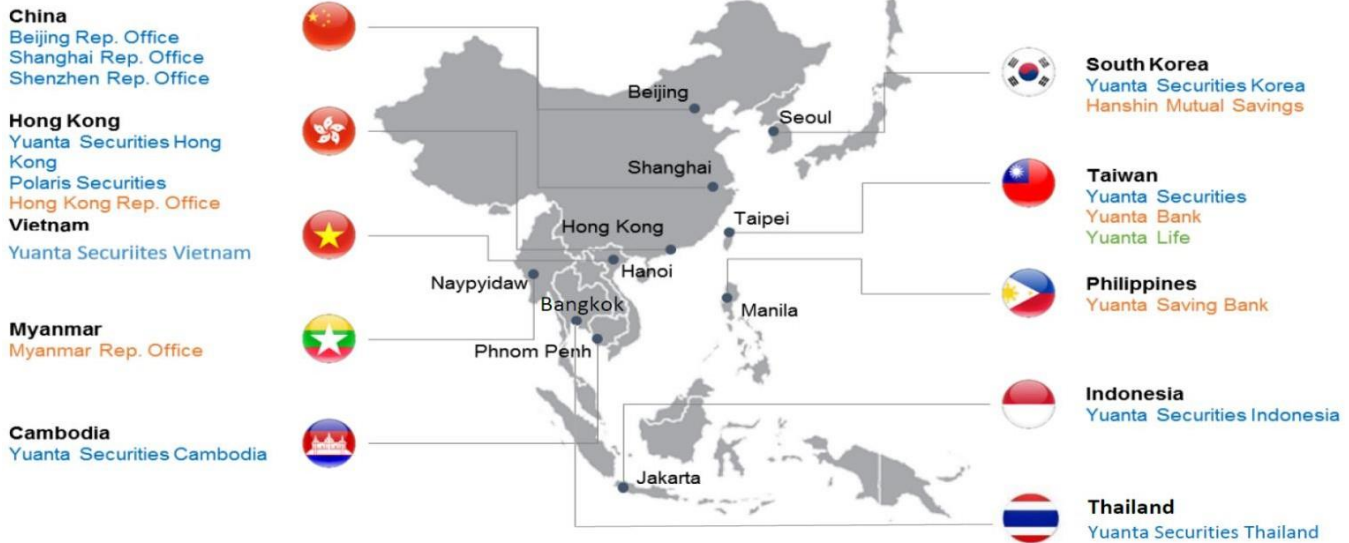 China
Beijing Rep. Office
Shanghai Rep. Office
Shenzhen Rep. Office
Hong Kong
Yuanta Securities Hong
Kong
Polaris Securities
Hong Kong Rep. Office
Vietnam
Yuanta Securiites Vietnam
Myanmar
Myanmar Rep. Office
Cambodia
Yuanta Securities Cambodia
Beijing
Seoul
Shanghai
Taipei
Hong Kong
Hanoi
Naypyidaw
Bangkok
Manila
Phnom Penh
Jakarta
South Korea
Yuanta Securities Korea
Hanshin Mutual Savings
Taiwan
Yuanta Securities
Yuanta Bank
Yuanta Life
Philippines
Yuanta Saving Bank
Indonesia
Yuanta Securities Indonesia
Thailand
Yuanta Securities Thailand